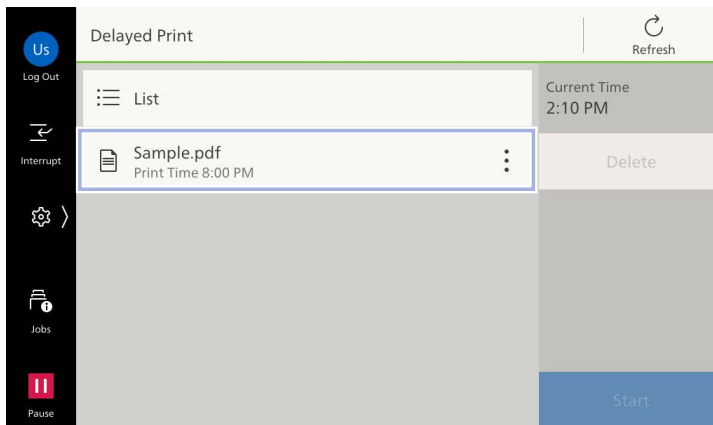 Us
Log Out
Interrupt
Jobs
Pause
Delayed Print
Refresh
List
Sample.pdf
Print Time 8:00 PM
Current Time
2:10 PM
Delete
Start